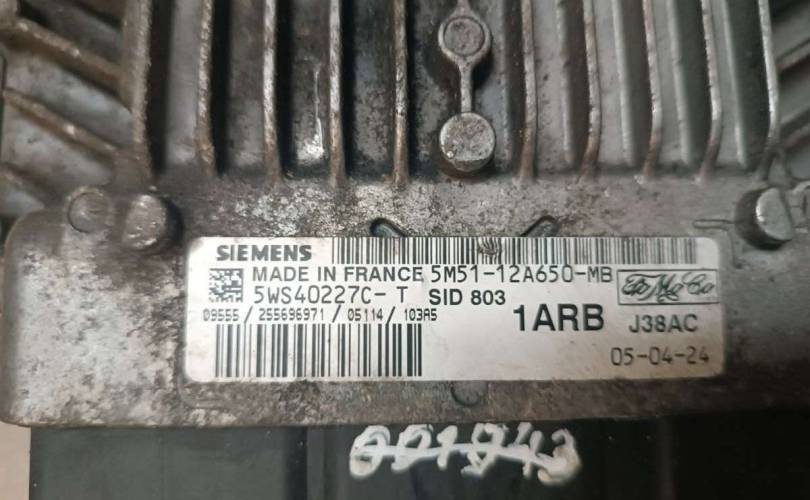 SIEMENS
MADE IN FRANCE 5M51-12A650-MB
5WS40227C-T SID 803 FoMoCo
09555/255696971/05114/103A5
1ARB J38AC
05-04-24